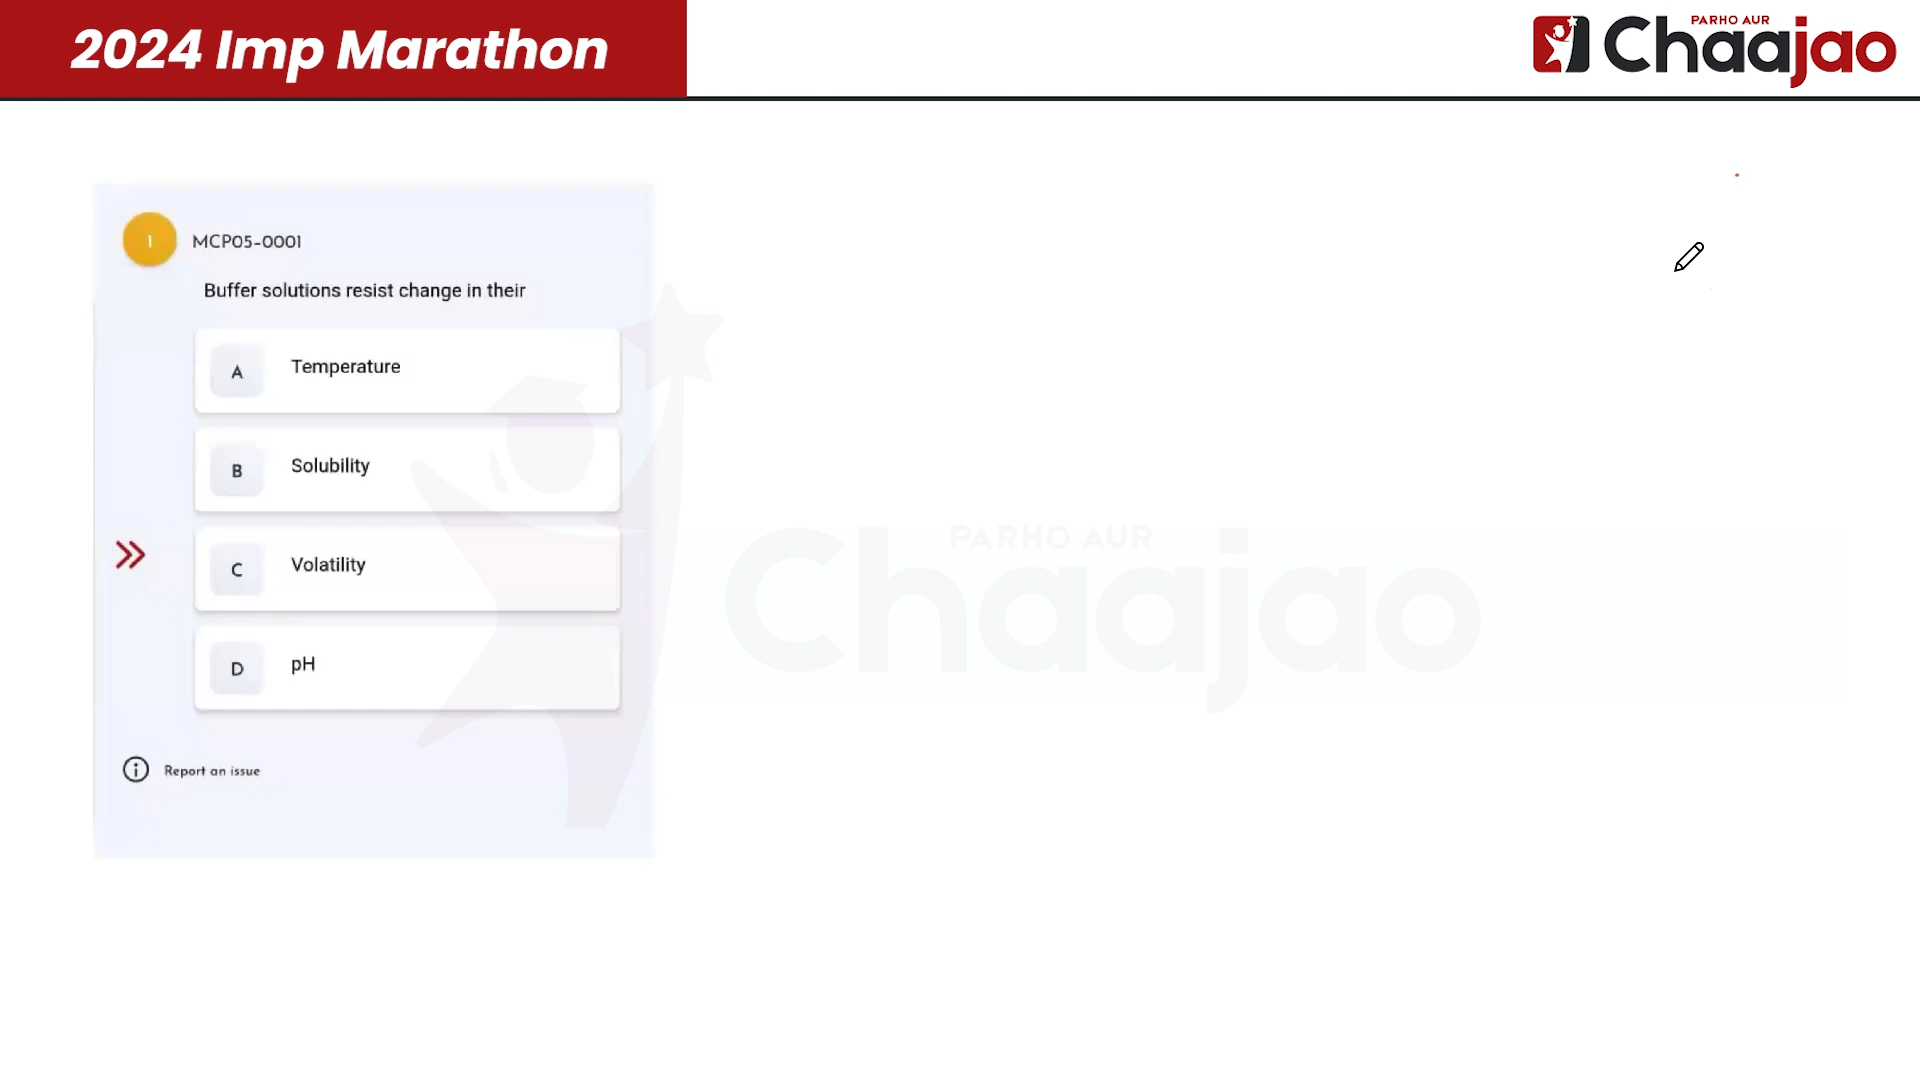 2024 Imp Marathon
PARHO AUR
Chaajao
1
MCP05-0001
Buffer solutions resist change in their
A Temperature
B Solubility
C Volatility
D pH
Report an issue
PARHO AUR
Chaajao